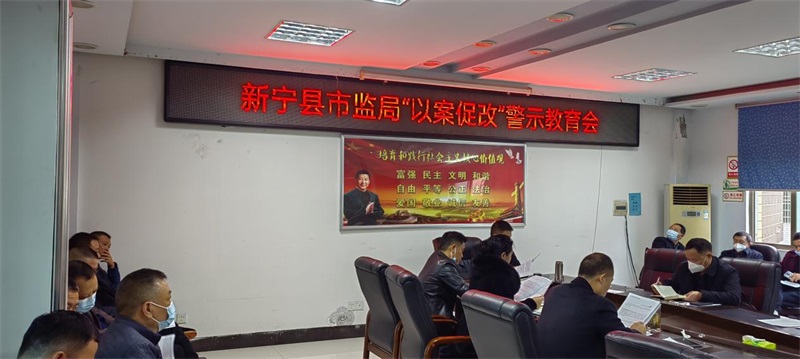 新宁县市监局“以案促改”警示教育会
培育和践行社会主义核心价值观
富强 民主 文明 和谐
自由 平等 公正 法治
爱国 敬业 诚信 友善